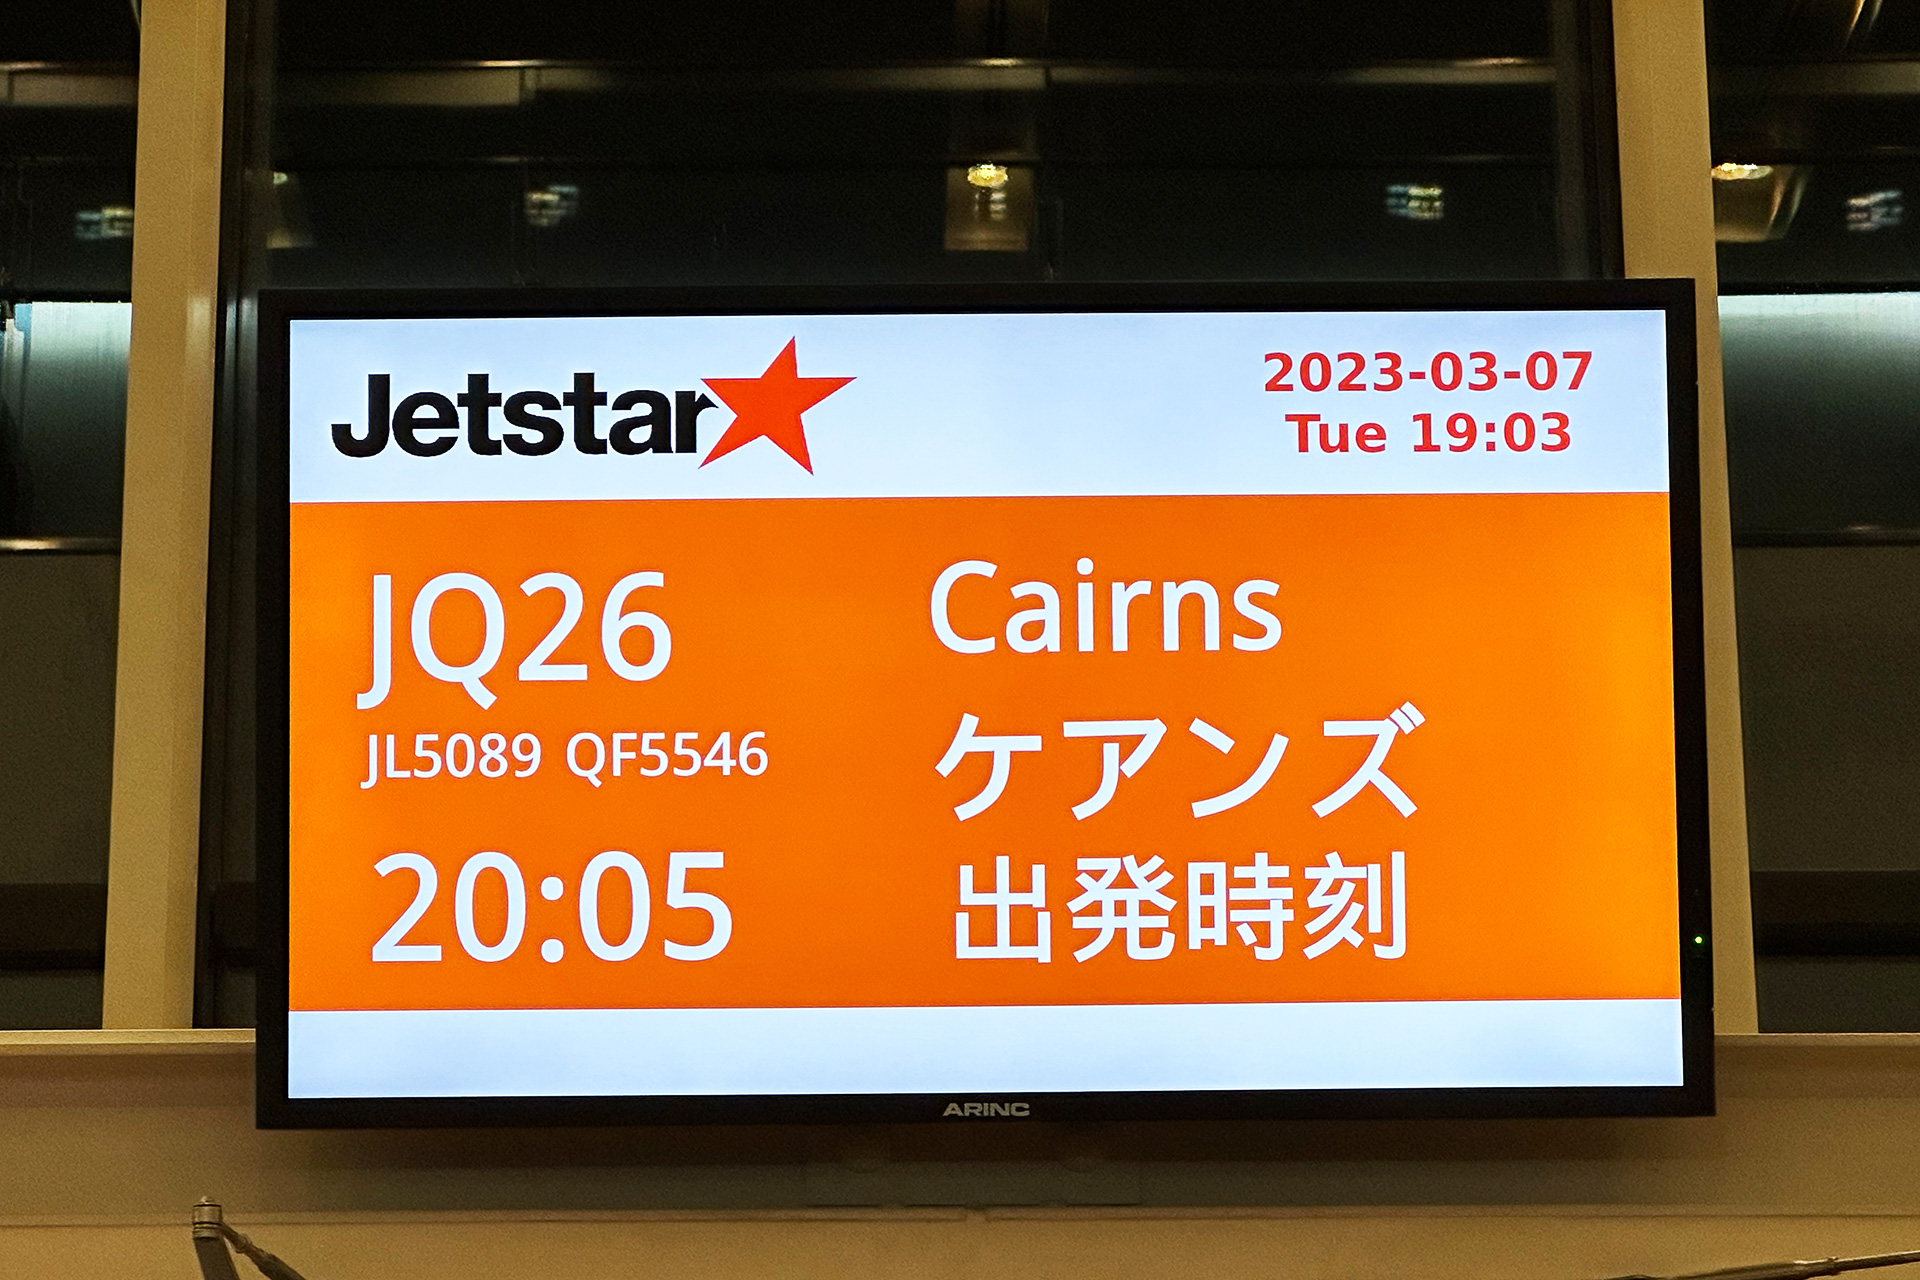 Jetstar
2023-03-07
Tue 19:03
JQ26
Cairns
JL5089 QF5546
ケアンズ
20:05
出発時刻
ARINC